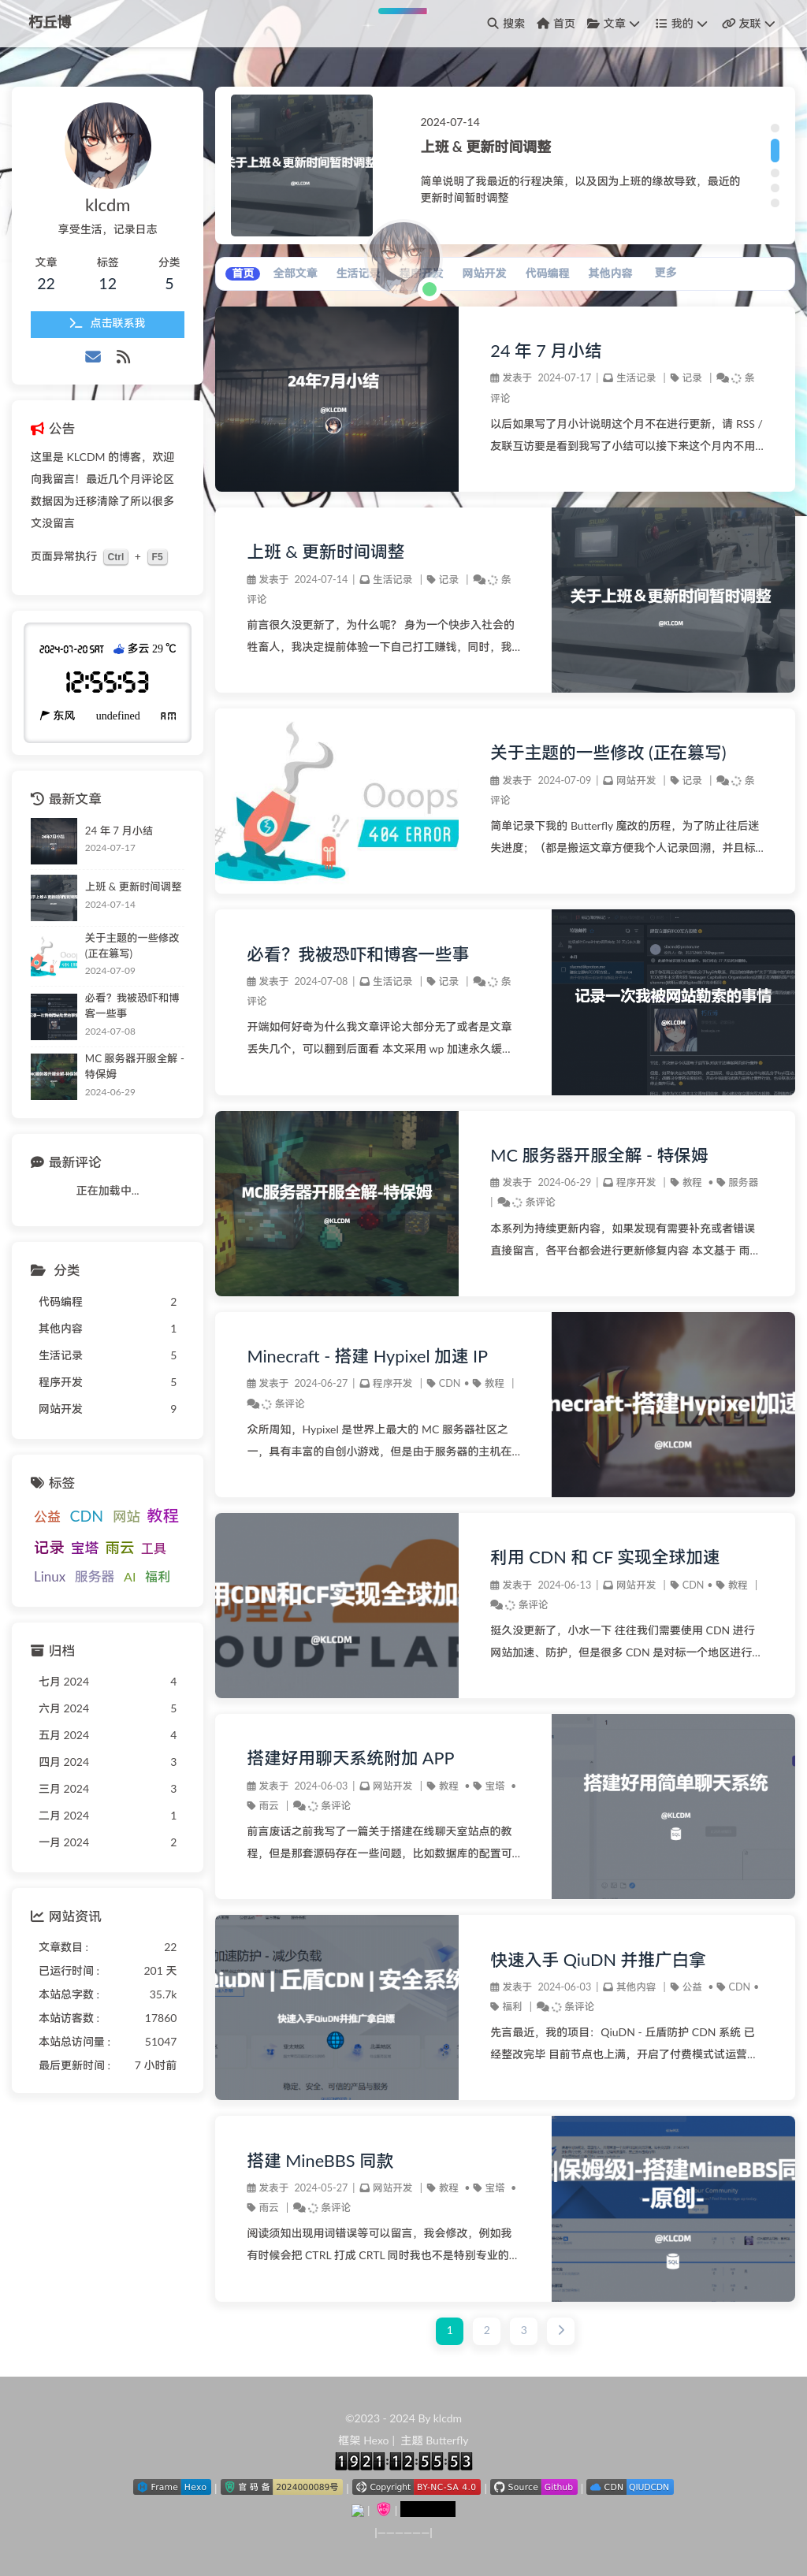 朽丘博
搜索 首页 文章 我的 友联
klcdm
享受生活，记录日志
文章 标签 分类
22 12 5
点击联系我
公告
这里是 KLCDM 的博客，欢迎
向我留言！最近几个月评论区
数据因为迁移清除了所以很多
文没留言
页面异常执行 Ctrl + F5
2024-07-20 SAT 多云 29 ℃
12:55:53
东风 undefined AM
最新文章
24 年 7 月小结
2024-07-17
上班 & 更新时间调整
2024-07-14
关于主题的一些修改
(正在篡写)
2024-07-09
必看？我被恐吓和博
客一些事
2024-07-08
MC 服务器开服全解 -
特保姆
2024-06-29
最新评论
正在加载中...
分类
代码编程 2
其他内容 1
生活记录 5
程序开发 5
网站开发 9
标签
公益 CDN 网站 教程
记录 宝塔 雨云 工具
Linux 服务器 AI 福利
归档
七月 2024 4
六月 2024 5
五月 2024 4
四月 2024 3
三月 2024 3
二月 2024 1
一月 2024 2
网站资讯
文章数目 : 22
已运行时间 : 201 天
本站总字数 : 35.7k
本站访客数 : 17860
本站总访问量 : 51047
最后更新时间 : 7 小时前
关于上班&更新时间暂时调整
@KLCDM
2024-07-14
上班 & 更新时间调整
简单说明了我最近的行程决策，以及因为上班的缘故导致，最近的
更新时间暂时调整
首页 全部文章 生活记录 程序开发 网站开发 代码编程 其他内容 更多
24年7月小结
@KLCDM
24 年 7 月小结
发表于 2024-07-17 | 生活记录 | 记录 | 条
评论
以后如果写了月小计说明这个月不在进行更新，请 RSS /
友联互访要是看到我写了小结可以接下来这个月内不用...
上班 & 更新时间调整
发表于 2024-07-14 | 生活记录 | 记录 | 条
评论
前言很久没更新了，为什么呢？ 身为一个快步入社会的
牲畜人，我决定提前体验一下自己打工赚钱，同时，我...
关于上班&更新时间暂时调整
@KLCDM
Ooops
404 ERROR
关于主题的一些修改 (正在篡写)
发表于 2024-07-09 | 网站开发 | 记录 | 条
评论
简单记录下我的 Butterfly 魔改的历程，为了防止往后迷
失进度； （都是搬运文章方便我个人记录回溯，并且标...
必看？我被恐吓和博客一些事
发表于 2024-07-08 | 生活记录 | 记录 | 条
评论
开端如何好奇为什么我文章评论大部分无了或者是文章
丢失几个，可以翻到后面看 本文采用 wp 加速永久缓...
记录一次我被网站勒索的事情
@KLCDM
MC服务器开服全解-特保姆
@KLCDM
MC 服务器开服全解 - 特保姆
发表于 2024-06-29 | 程序开发 | 教程 • 服务器
| 条评论
本系列为持续更新内容，如果发现有需要补充或者错误
直接留言，各平台都会进行更新修复内容 本文基于 雨...
Minecraft - 搭建 Hypixel 加速 IP
发表于 2024-06-27 | 程序开发 | CDN • 教程 |
条评论
众所周知，Hypixel 是世界上最大的 MC 服务器社区之
一，具有丰富的自创小游戏，但是由于服务器的主机在...
necraft-搭建Hypixel加速
@KLCDM
利用 CDN 和 CF 实现全球加速
发表于 2024-06-13 | 网站开发 | CDN • 教程 |
条评论
挺久没更新了，小水一下 往往我们需要使用 CDN 进行
网站加速、防护，但是很多 CDN 是对标一个地区进行...
用CDN和CF实现全球加
阿里云
OUDFLAR
@KLCDM
搭建好用聊天系统附加 APP
发表于 2024-06-03 | 网站开发 | 教程 • 宝塔 •
雨云 | 条评论
前言废话之前我写了一篇关于搭建在线聊天室站点的教
程，但是那套源码存在一些问题，比如数据库的配置可...
搭建好用简单聊天系统
@KLCDM
加速防护 - 减少负载
QiuDN | 丘盾CDN | 安全系统
快速入手QiuDN并推广拿白嫖
稳定，安全，可信的产品与服务
快速入手 QiuDN 并推广白拿
发表于 2024-06-03 | 其他内容 | 公益 • CDN •
福利 | 条评论
先言最近，我的项目：QiuDN - 丘盾防护 CDN 系统 已
经整改完毕 目前节点也上满，开启了付费模式试运营...
搭建 MineBBS 同款
发表于 2024-05-27 | 网站开发 | 教程 • 宝塔 •
雨云 | 条评论
阅读须知出现用词错误等可以留言，我会修改，例如我
有时候会把 CTRL 打成 CRTL 同时我也不是特别专业的...
[保姆级]-搭建MineBBS同
-原创-
@KLCDM
1 2 3
©2023 - 2024 By klcdm
框架 Hexo | 主题 Butterfly
1921:12:55:53
Frame Hexo | 官 码 备 2024000089号 | Copyright BY-NC-SA 4.0 | Source Github | CDN QIUDCDN